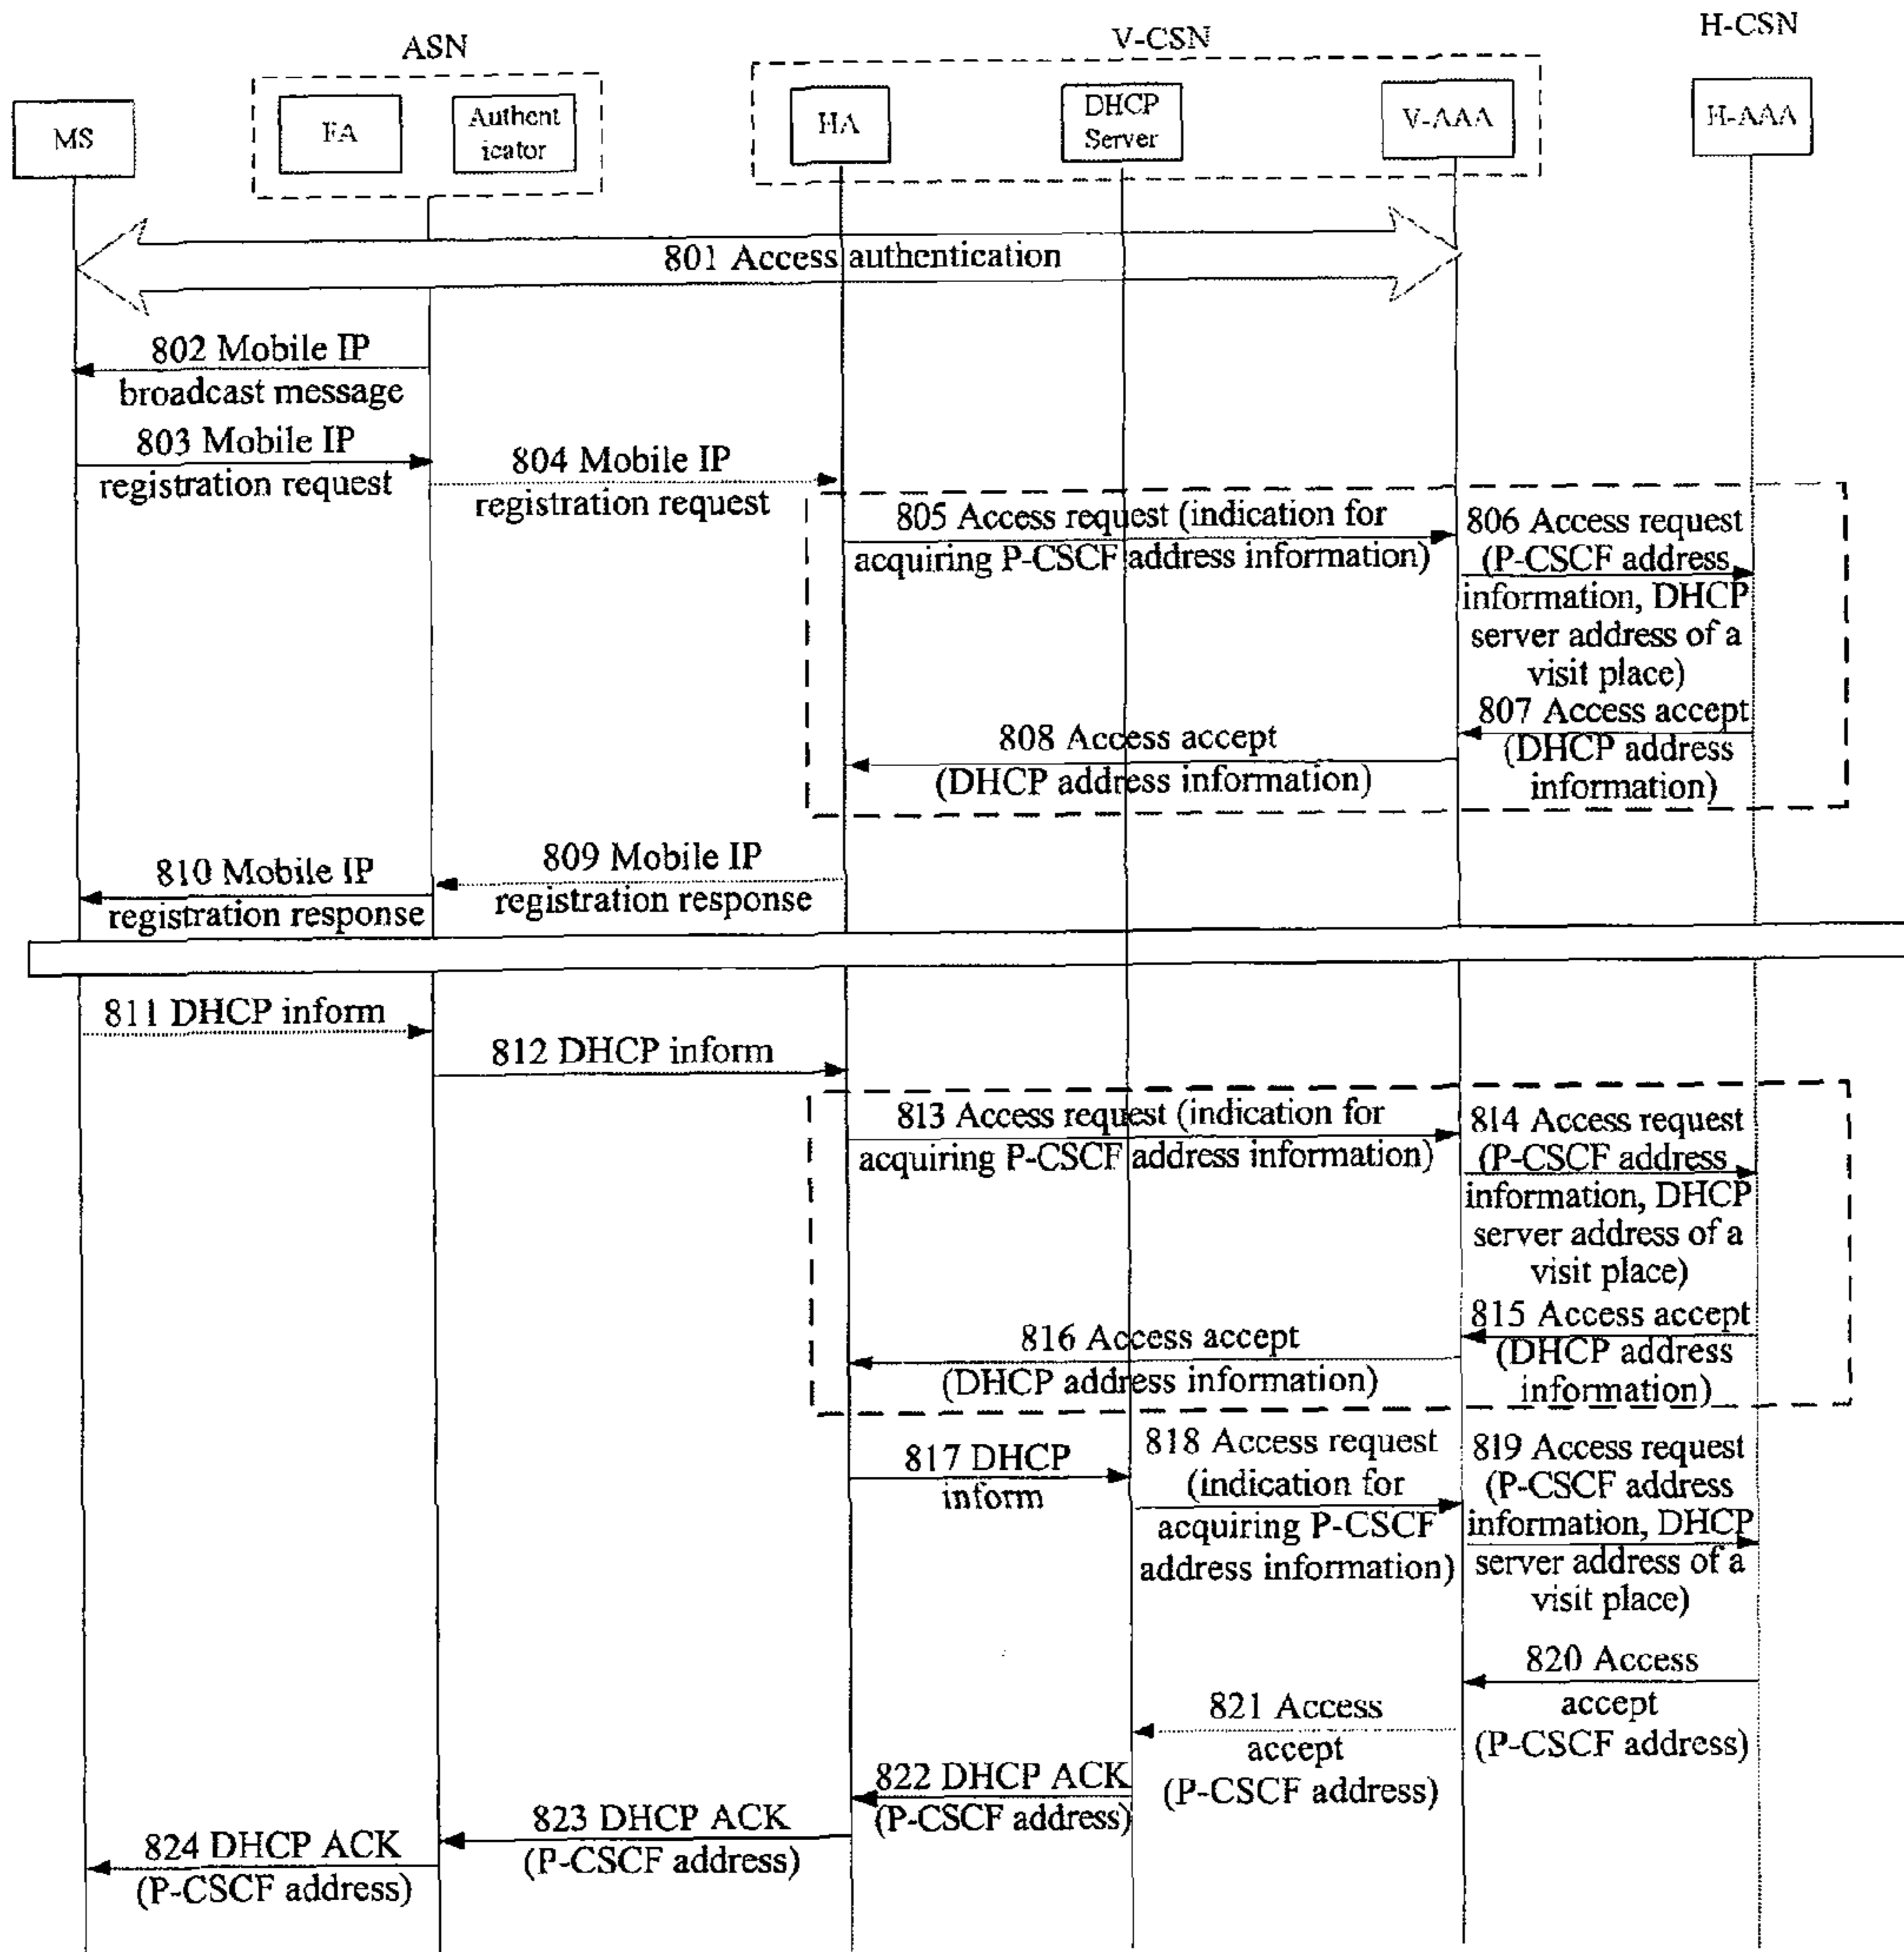 ASN
V-CSN
H-CSN
MS
FA
Authent
icator
HA
DHCP
Server
V-AAA
H-AAA
801 Access authentication
802 Mobile IP
broadcast message
803 Mobile IP
registration request
804 Mobile IP
registration request
805 Access request (indication for
acquiring P-CSCF address information)
806 Access request
(P-CSCF address
information, DHCP
server address of a
visit place)
807 Access accept
(DHCP address
information)
808 Access accept
(DHCP address information)
809 Mobile IP
registration response
810 Mobile IP
registration response
811 DHCP inform
812 DHCP inform
813 Access request (indication for
acquiring P-CSCF address information)
814 Access request
(P-CSCF address
information, DHCP
server address of a
visit place)
815 Access accept
(DHCP address
information)
816 Access accept
(DHCP address information)
817 DHCP
inform
818 Access request
(indication for
acquiring P-CSCF
address information)
819 Access request
(P-CSCF address
information, DHCP
server address of a
visit place)
820 Access
accept
(P-CSCF address)
821 Access
accept
(P-CSCF address)
822 DHCP ACK
(P-CSCF address)
823 DHCP ACK
(P-CSCF address)
824 DHCP ACK
(P-CSCF address)